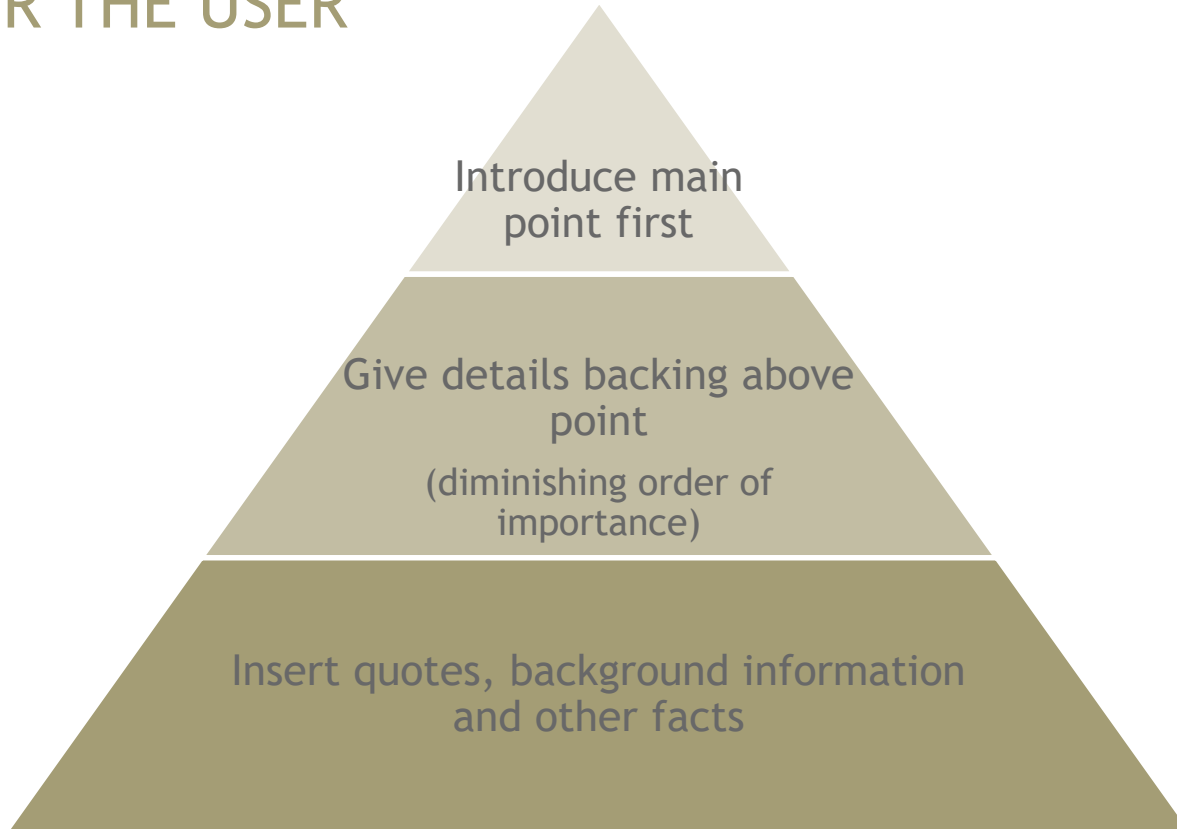 R THE USER
Introduce main
point first
Give details backing above
point
(diminishing order of
importance)
Insert quotes, background information
and other facts